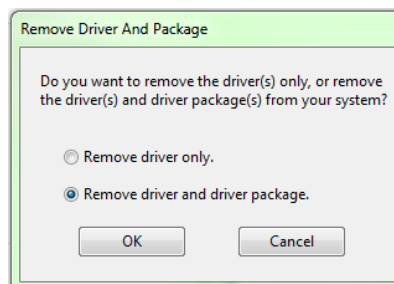 Remove Driver And Package
Do you want to remove the driver(s) only, or remove
the driver(s) and driver package(s) from your system?
Remove driver only.
Remove driver and driver package.
OK
Cancel